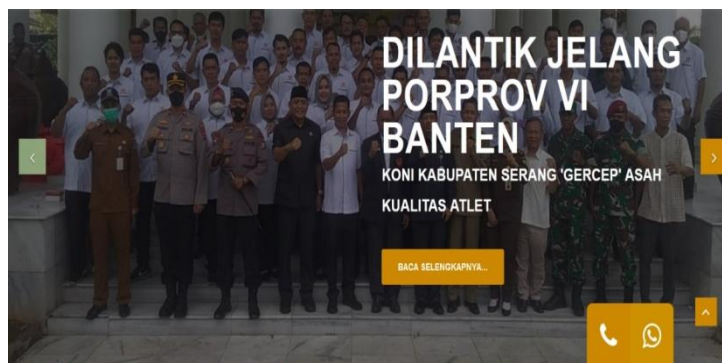 DILANTIK JELANG
PORPROV VI
BANTEN
KONI KABUPATEN SERANG 'GERCEP' ASAH
KUALITAS ATLET
BACA SELENGKAPNYA...